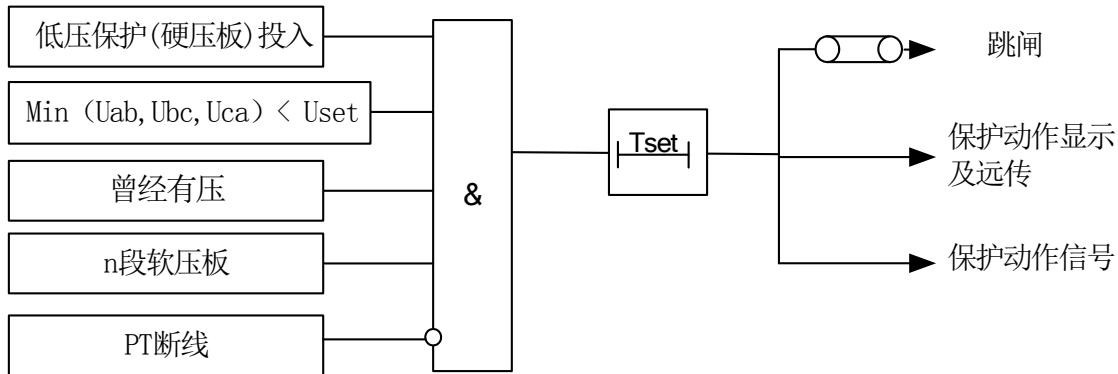 低压保护(硬压板)投入
Min（Uab,Ubc,Uca）< Uset
曾经有压
n段软压板
PT断线
&
Tset
跳闸
保护动作显示
及远传
保护动作信号